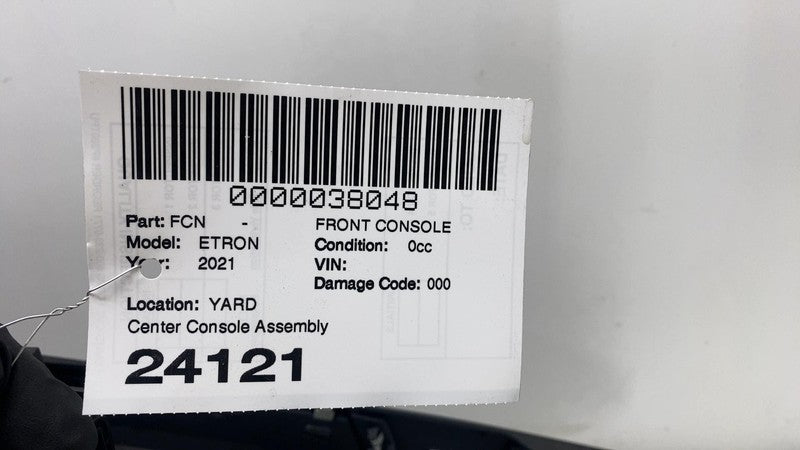 0000038048
Part: FCN - FRONT CONSOLE
Model: ETRON Condition: 0cc
Year: 2021 VIN:
Damage Code: 000
Location: YARD
Center Console Assembly
24121